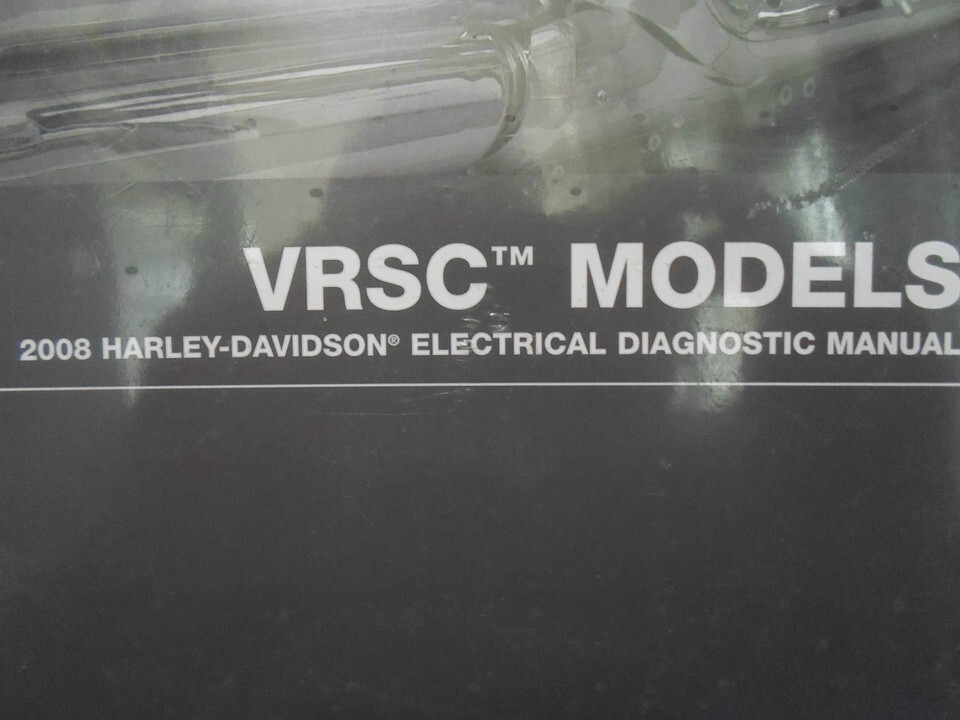 VRSC™ MODELS
2008 HARLEY-DAVIDSON® ELECTRICAL DIAGNOSTIC MANUAL